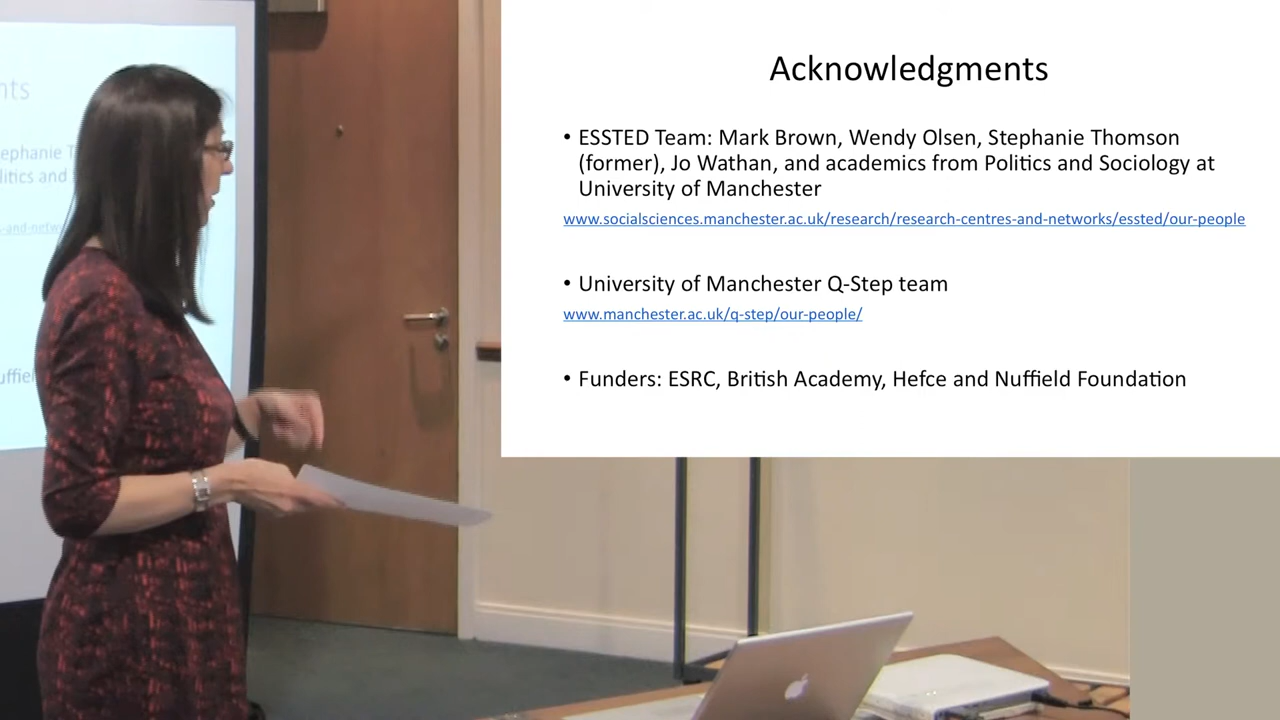 Acknowledgments
• ESSTED Team: Mark Brown, Wendy Olsen, Stephanie Thomson
(former), Jo Wathan, and academics from Politics and Sociology at
University of Manchester
www.socialsciences.manchester.ac.uk/research/research-centres-and-networks/essted/our-people
• University of Manchester Q-Step team
www.manchester.ac.uk/q-step/our-people/
• Funders: ESRC, British Academy, Hefce and Nuffield Foundation